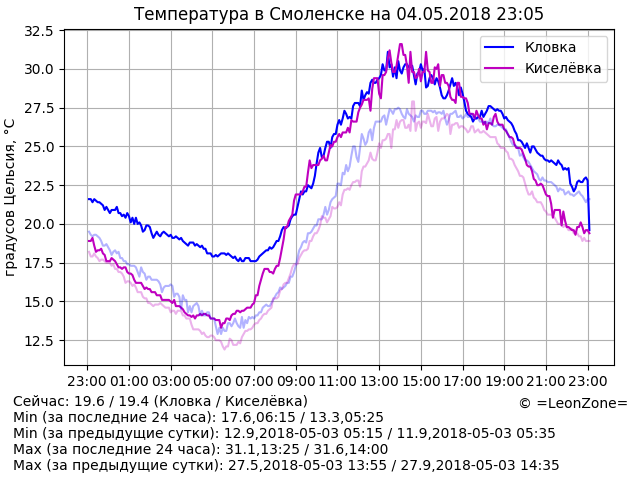 Температура в Смоленске на 04.05.2018 23:05
Кловка
Киселёвка
градусов Цельсия, °C
32.5
30.0
27.5
25.0
22.5
20.0
17.5
15.0
12.5
23:00 01:00 03:00 05:00 07:00 09:00 11:00 13:00 15:00 17:00 19:00 21:00 23:00
Сейчас: 19.6 / 19.4 (Кловка / Киселёвка)
© =LeonZone=
Min (за последние 24 часа): 17.6,06:15 / 13.3,05:25
Min (за предыдущие сутки): 12.9,2018-05-03 05:15 / 11.9,2018-05-03 05:35
Max (за последние 24 часа): 31.1,13:25 / 31.6,14:00
Max (за предыдущие сутки): 27.5,2018-05-03 13:55 / 27.9,2018-05-03 14:35